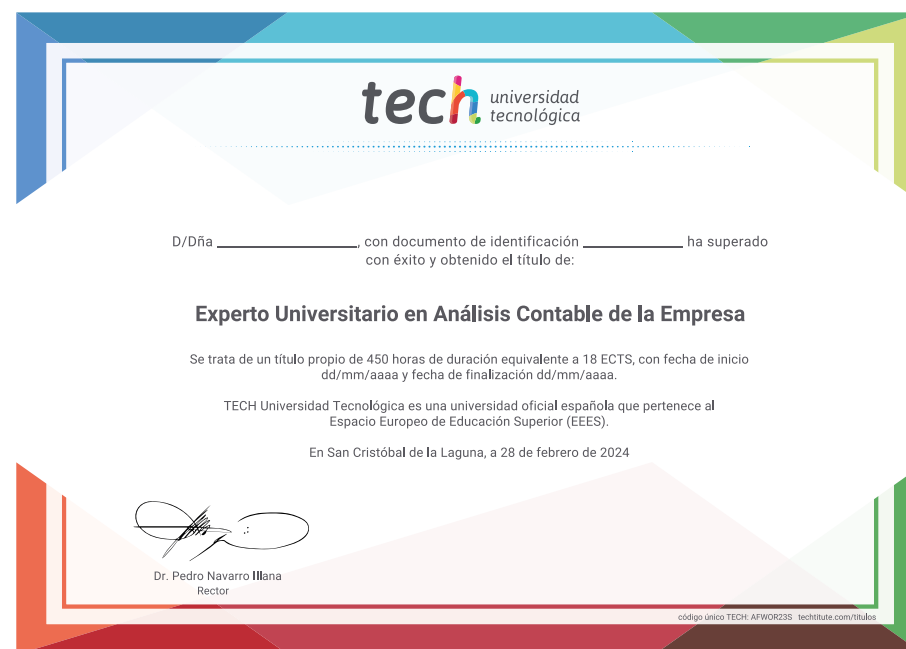 tech universidad
tecnológica
D/Dña ____________, con documento de identificación ____________ ha superado
con éxito y obtenido el título de:
Experto Universitario en Análisis Contable de la Empresa
Se trata de un título propio de 450 horas de duración equivalente a 18 ECTS, con fecha de inicio
dd/mm/aaaa y fecha de finalización dd/mm/aaaa.
TECH Universidad Tecnológica es una universidad oficial española que pertenece al
Espacio Europeo de Educación Superior (EEES).
En San Cristóbal de la Laguna, a 28 de febrero de 2024
Dr. Pedro Navarro Illana
Rector
código único TECH: AFWOR23S techtitute.com/titulos